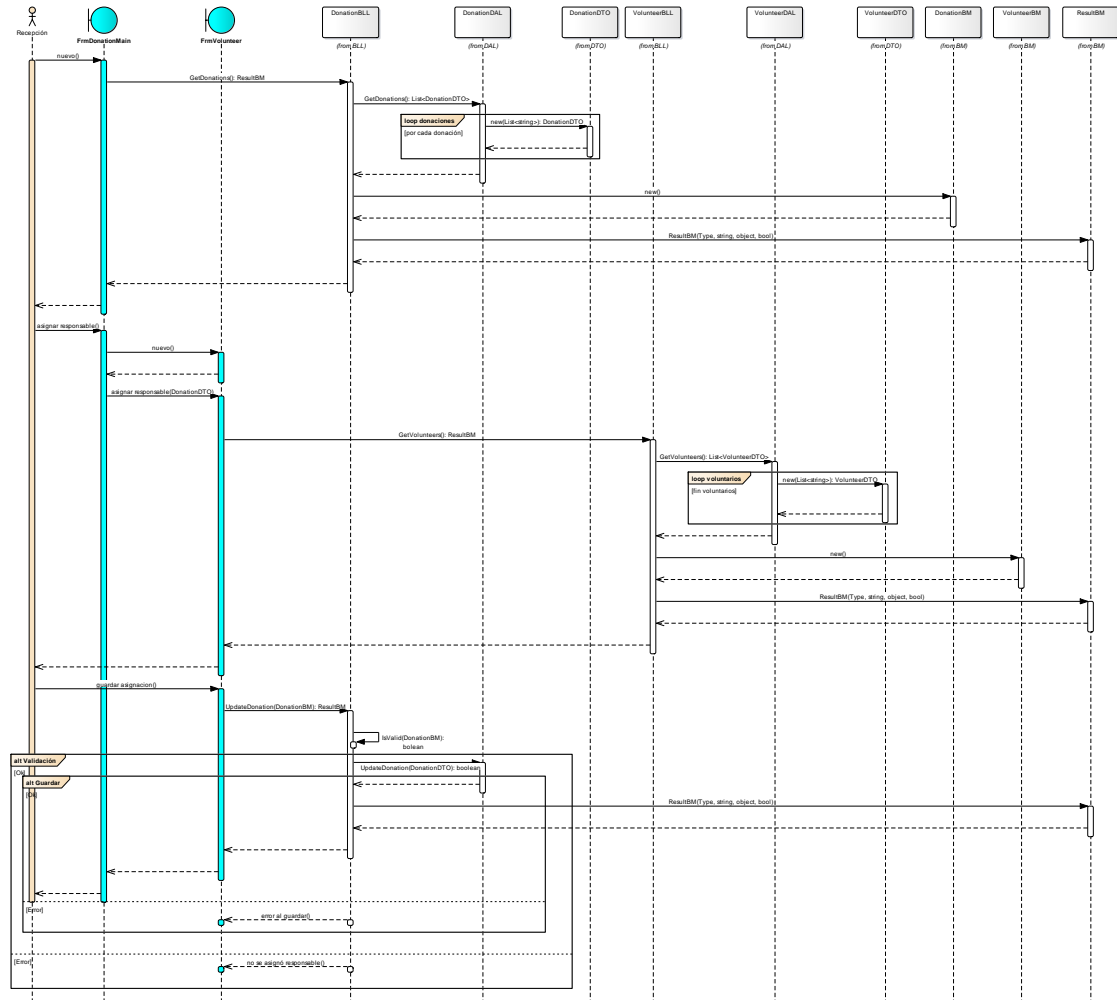 DonationBLL
DonationDAL
DonationDTO
VolunteerBLL
VolunteerDAL
VolunteerDTO
DonationBM
VolunteerBM
ResultBM
Recepción
FrmDonationMain
FrmVolunteer
(from BLL)
(from DAL)
(from DTO)
(from BLL)
(from DAL)
(from DTO)
(from BM)
(from BM)
(from BM)
nuevo()
GetDonations(): ResultBM
GetDonations(): List<DonationDTO>
loop donaciones
new(List<string>): DonationDTO
[por cada donación]
new()
ResultBM(Type, string, object, bool)
asignar responsable()
nuevo()
asignar responsable(DonationDTO)
GetVolunteers(): ResultBM
GetVolunteers(): List<VolunteerDTO>
loop voluntarios
new(List<string>): VolunteerDTO
[fin voluntarios]
new()
ResultBM(Type, string, object, bool)
guardar asignacion()
UpdateDonation(DonationBM): ResultBM
IsValid(DonationBM):
bolean
alt Validación
UpdateDonation(DonationDTO): boolean
[Ok]
alt Guardar
[Ok]
ResultBM(Type, string, object, bool)
[Error]
error al guardar()
[Error]
no se asignó responsable()